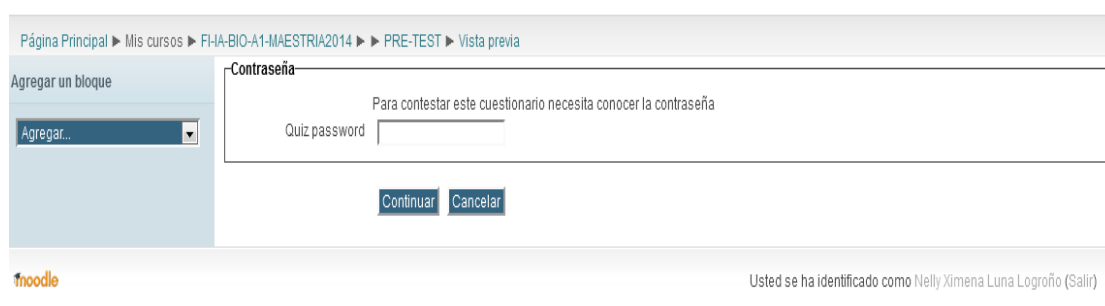 Página Principal ► Mis cursos ► FI-IA-BIO-A1-MAESTRIA2014 ► ► PRE-TEST ► Vista previa
Agregar un bloque
Agregar...
Contraseña
Para contestar este cuestionario necesita conocer la contraseña
Quiz password
Continuar Cancelar
moodle
Usted se ha identificado como Nelly Ximena Luna Logroño (Salir)